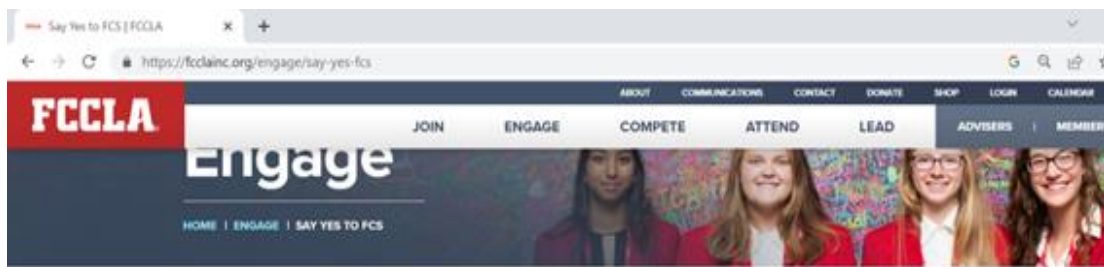 Say Yes to FCS | FCCLA
https://fcclainc.org/engage/say-yes-fcs
ABOUT COMMUNICATIONS CONTACT DONATE SHOP LOGIN CALENDAR
FCCLA
JOIN ENGAGE COMPETE ATTEND LEAD ADVISERS | MEMBER
Engage
HOME | ENGAGE | SAY YES TO FCS